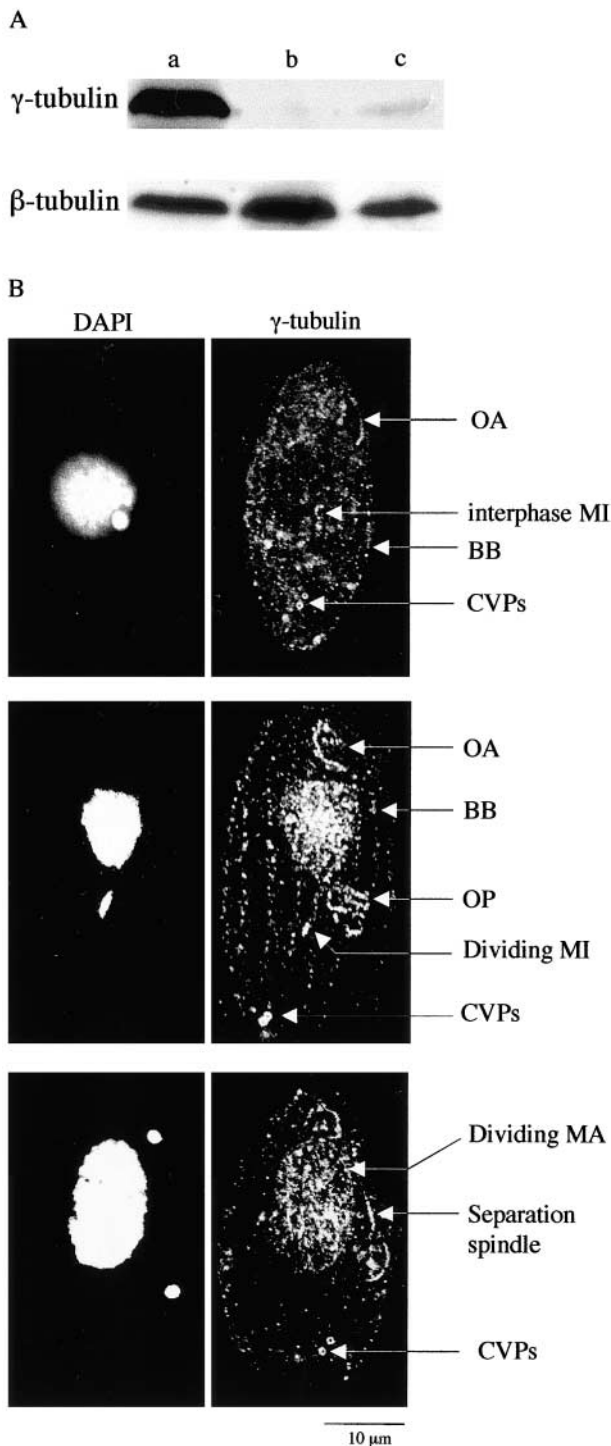 A
a b c
γ-tubulin
β-tubulin
B
DAPI γ-tubulin
OA
interphase MI
BB
CVPs
OA
BB
OP
Dividing MI
CVPs
Dividing MA
Separation
spindle
CVPs
10 μm